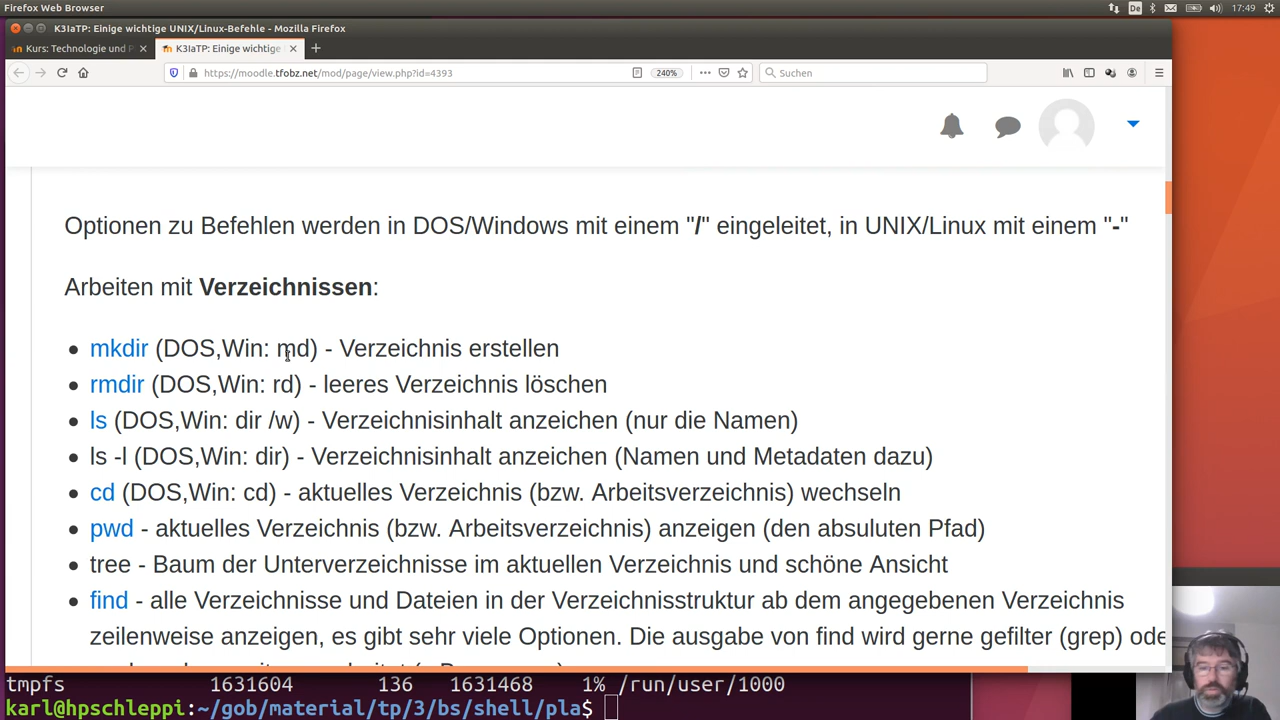 Firefox Web Browser
De
17:49
K3IaTP: Einige wichtige UNIX/Linux-Befehle - Mozilla Firefox
Kurs: Technologie und P
K3IaTP: Einige wichtige
https://moodle.tfobz.net/mod/page/view.php?id=4393
240%
Suchen
Optionen zu Befehlen werden in DOS/Windows mit einem "/" eingeleitet, in UNIX/Linux mit einem "-"
Arbeiten mit Verzeichnissen:
• mkdir (DOS,Win: md) - Verzeichnis erstellen
• rmdir (DOS,Win: rd) - leeres Verzeichnis löschen
• ls (DOS,Win: dir /w) - Verzeichnisinhalt anzeichen (nur die Namen)
• ls -l (DOS,Win: dir) - Verzeichnisinhalt anzeichen (Namen und Metadaten dazu)
• cd (DOS,Win: cd) - aktuelles Verzeichnis (bzw. Arbeitsverzeichnis) wechseln
• pwd - aktuelles Verzeichnis (bzw. Arbeitsverzeichnis) anzeigen (den absuluten Pfad)
• tree - Baum der Unterverzeichnisse im aktuellen Verzeichnis und schöne Ansicht
• find - alle Verzeichnisse und Dateien in der Verzeichnisstruktur ab dem angegebenen Verzeichnis
zeilenweise anzeigen, es gibt sehr viele Optionen. Die ausgabe von find wird gerne gefilter (grep) ode
tmpfs 1631604 136 1631468 1% /run/user/1000
karl@hpschleppi:~/gob/material/tp/3/bs/shell/pla$